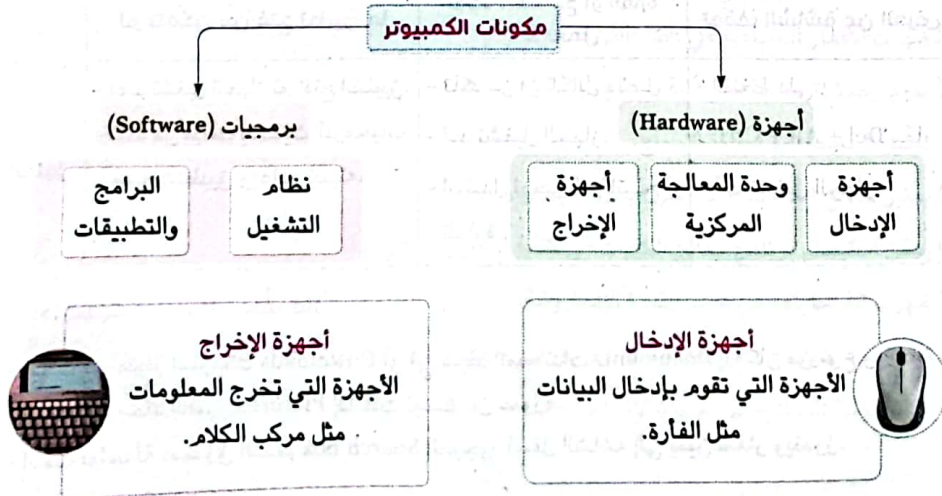 مكونات الكمبيوتر
أجهزة (Hardware)
برمجيات (Software)
أجهزة
الإدخال
وحدة المعالجة
المركزية
أجهزة
الإخراج
نظام
التشغيل
البرامج
والتطبيقات
أجهزة الإدخال
الأجهزة التي تقوم بإدخال البيانات
مثل الفأرة.
أجهزة الإخراج
الأجهزة التي تخرج المعلومات
مثل مركب الكلام.